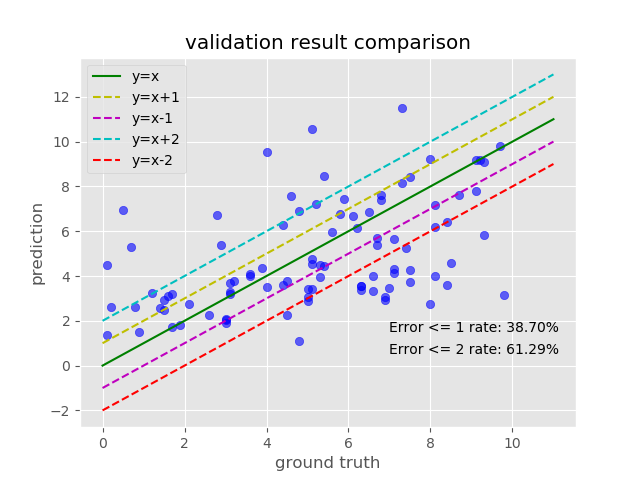 validation result comparison
y=x
y=x+1
y=x-1
y=x+2
y=x-2
12
10
8
6
4
2
0
−2
prediction
Error <= 1 rate: 38.70%
Error <= 2 rate: 61.29%
0 2 4 6 8 10
ground truth